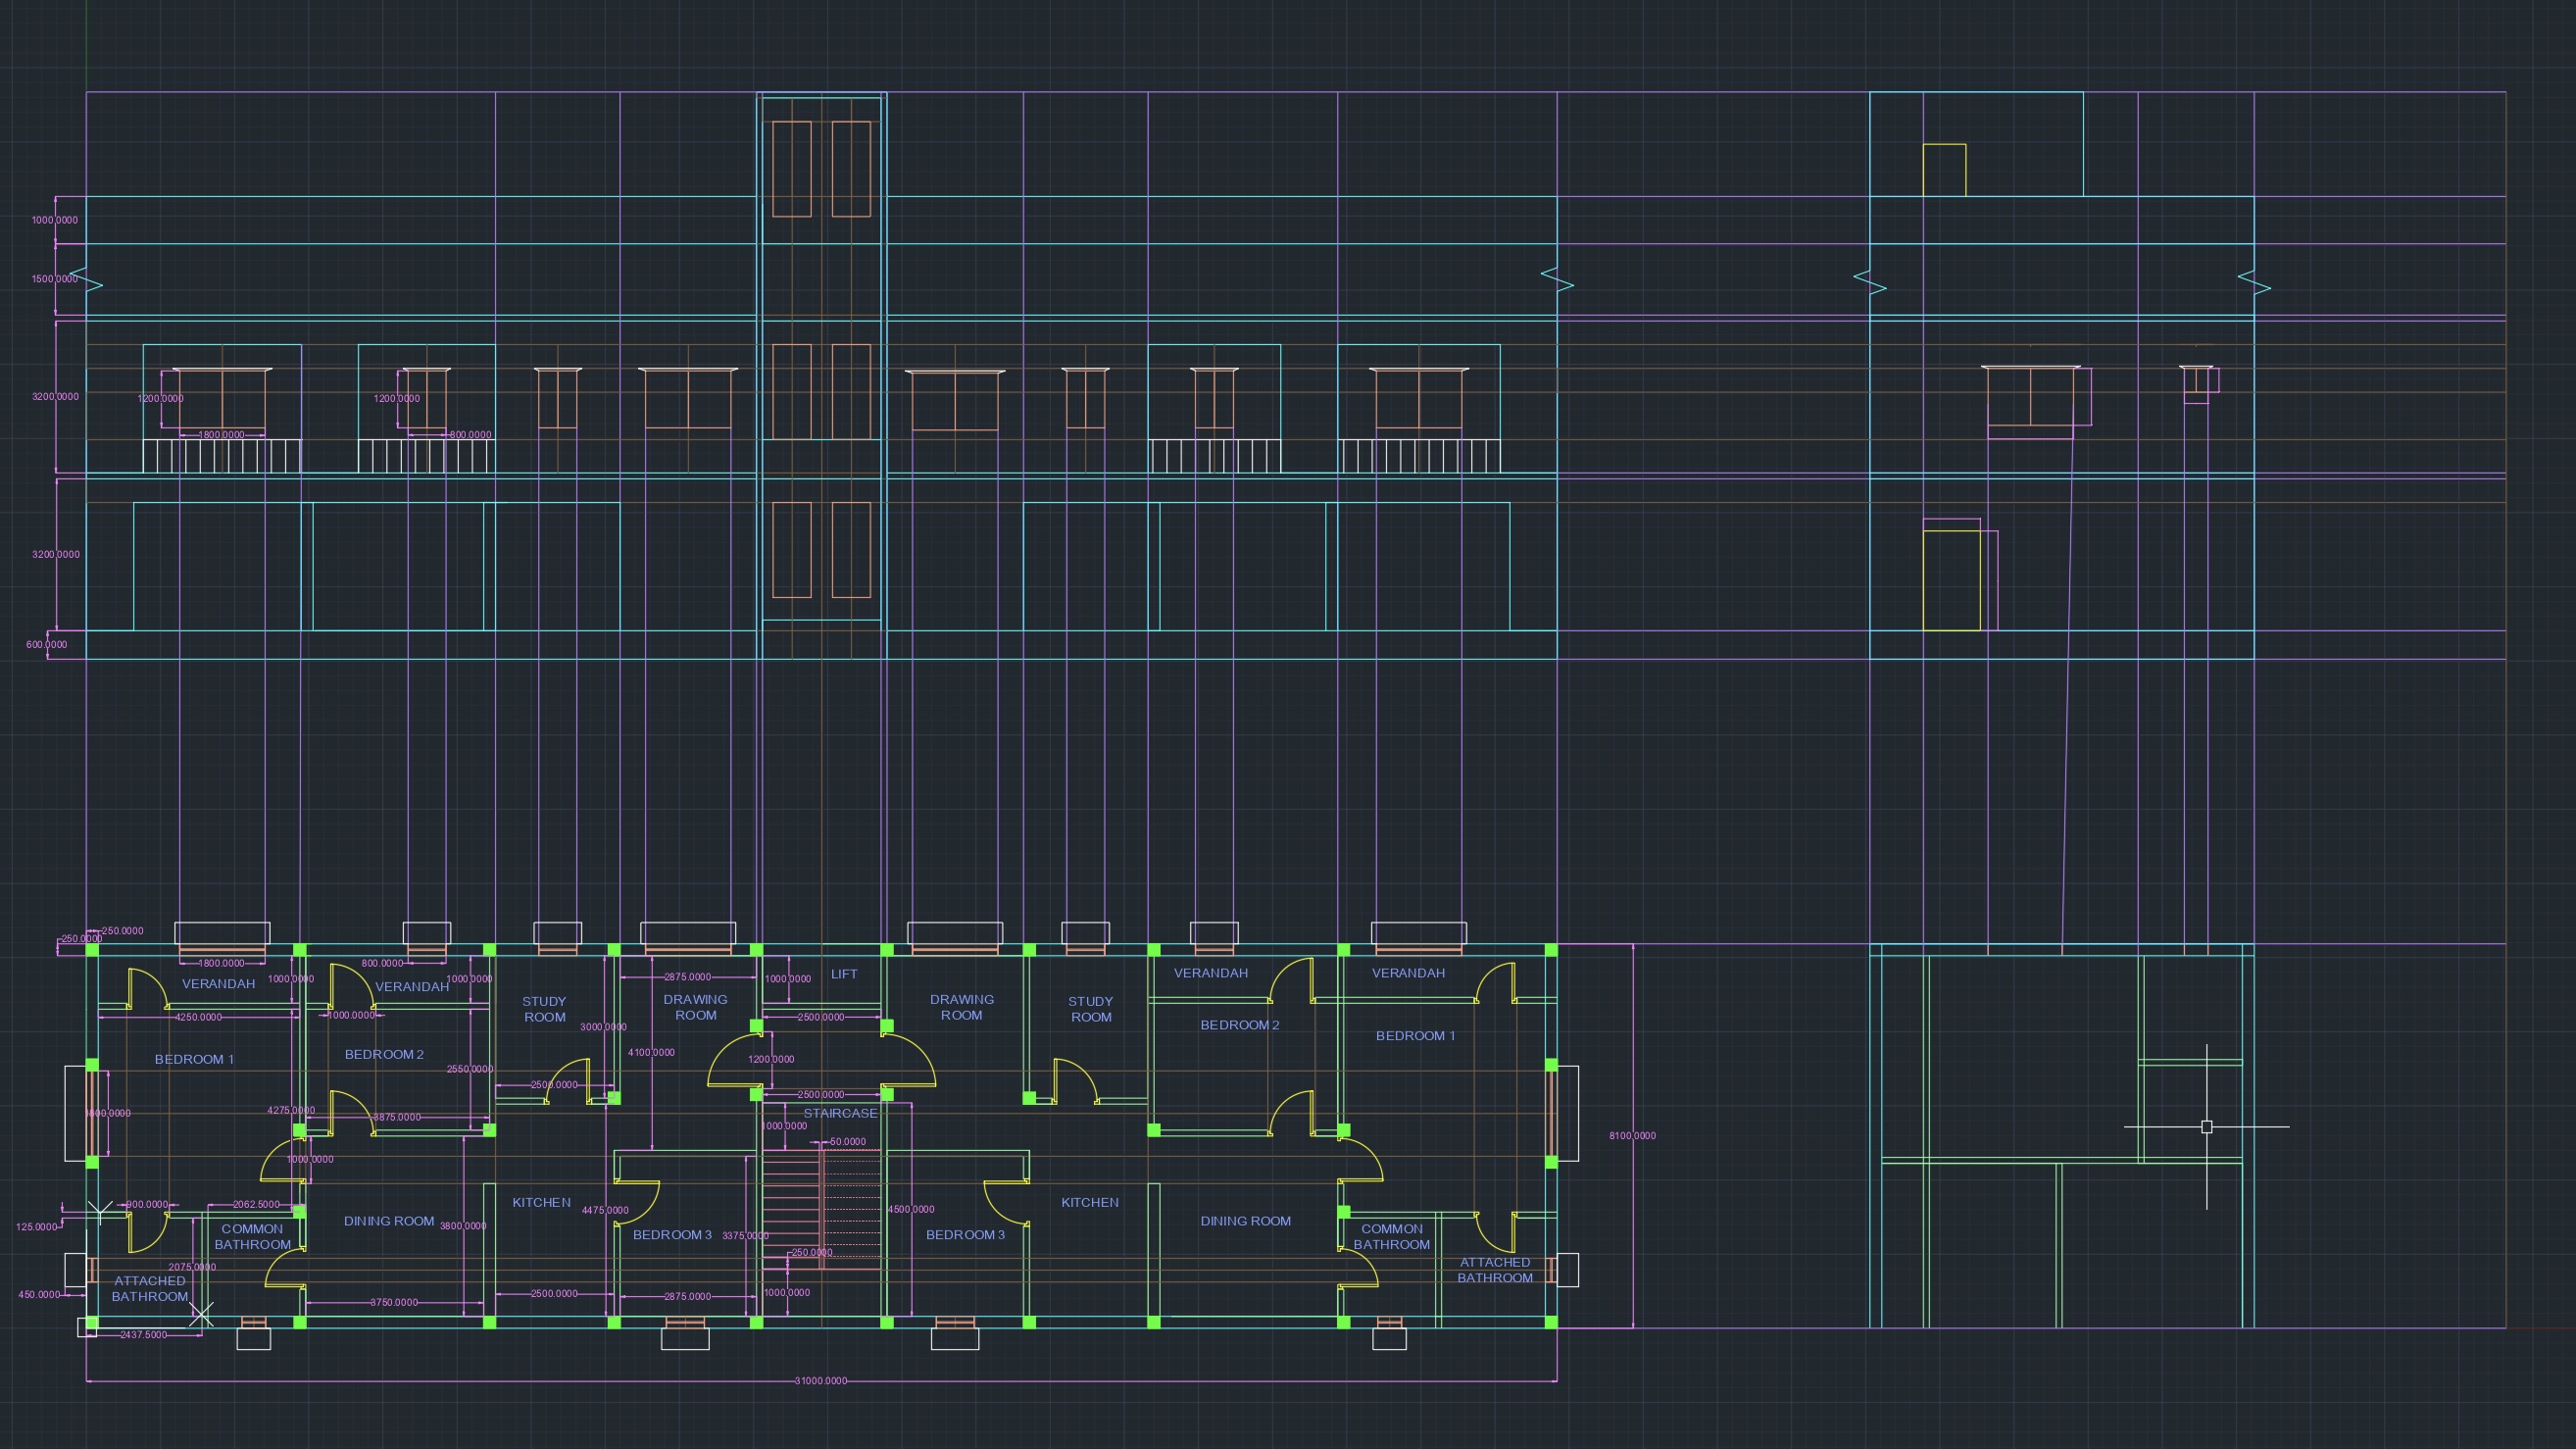 1000.0000
1500.0000
3200.0000
1200.0000
1200.0000
1800.0000
800.0000
3200.0000
600.0000
250.0000
250.0000
1800.0000
800.0000
1000.0000
1000.0000
2875.0000
1000.0000
LIFT
VERANDAH
VERANDAH
VERANDAH
VERANDAH
STUDY
ROOM
DRAWING
ROOM
DRAWING
ROOM
STUDY
ROOM
4250.0000
1000.0000
3000.0000
2500.0000
BEDROOM 2
BEDROOM 1
BEDROOM 1
BEDROOM 2
4100.0000
1200.0000
2550.0000
2500.0000
2500.0000
4275.0000
3875.0000
STAIRCASE
1000.0000
50.0000
8100.0000
1000.0000
900.0000
2062.5000
125.0000
COMMON
BATHROOM
DINING ROOM
3800.0000
KITCHEN
4475.0000
BEDROOM 3
3375.0000
4500.0000
BEDROOM 3
KITCHEN
DINING ROOM
COMMON
BATHROOM
250.0000
2075.0000
ATTACHED
BATHROOM
ATTACHED
BATHROOM
450.0000
3750.0000
2500.0000
2875.0000
1000.0000
2437.5000
31000.0000